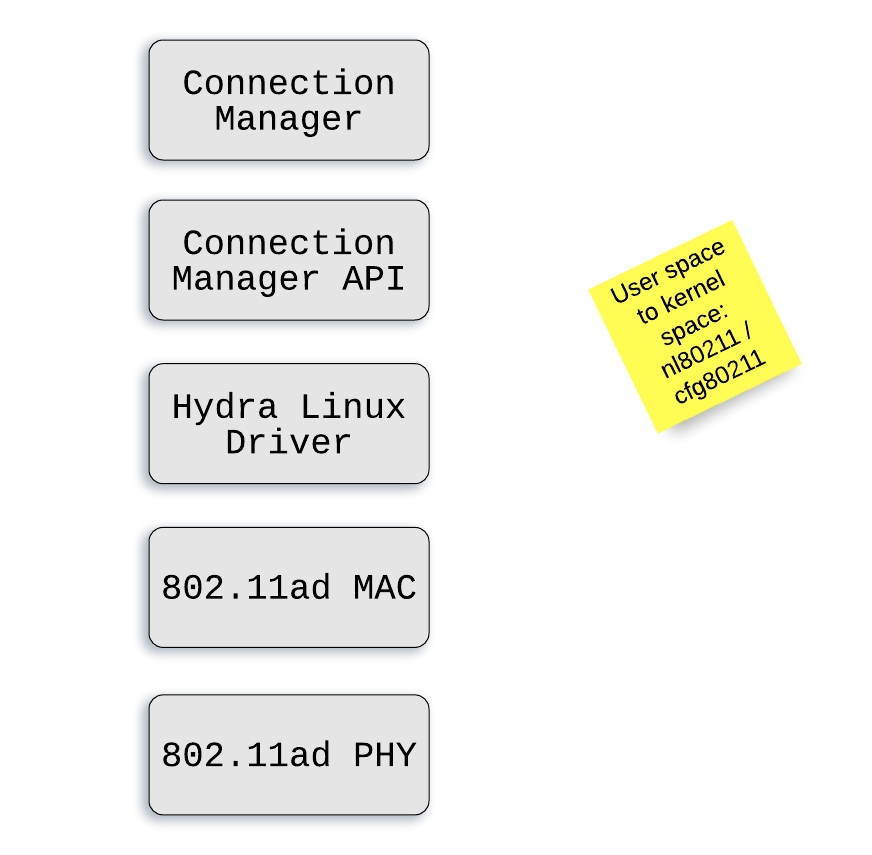 Connection
Manager
Connection
Manager API
User space
to kernel
space:
nl80211 /
cfg80211
Hydra Linux
Driver
802.11ad MAC
802.11ad PHY